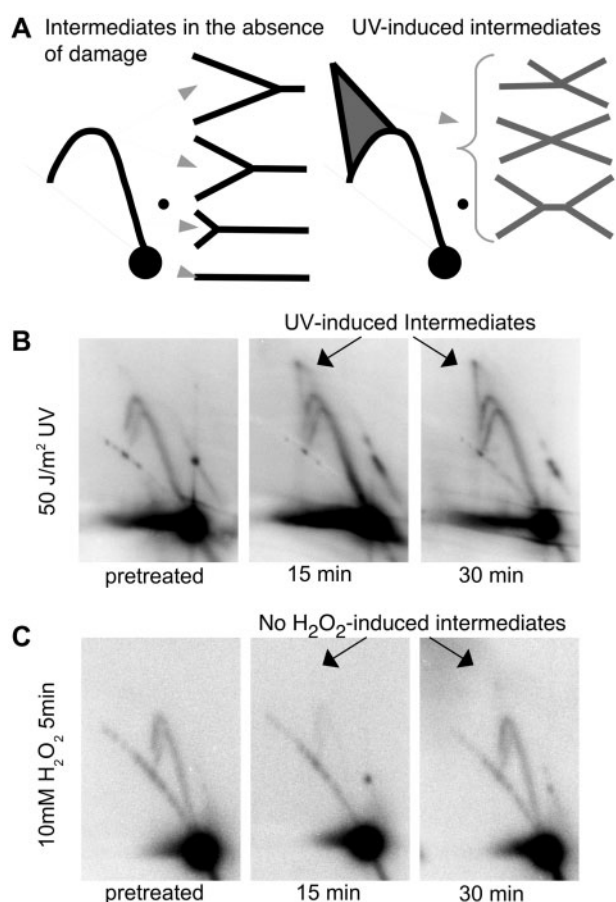 A
Intermediates in the absence
of damage
UV-induced intermediates
B
UV-induced Intermediates
50 J/m² UV
pretreated
15 min
30 min
C
No H₂O₂-induced intermediates
10mM H₂O₂ 5min
pretreated
15 min
30 min